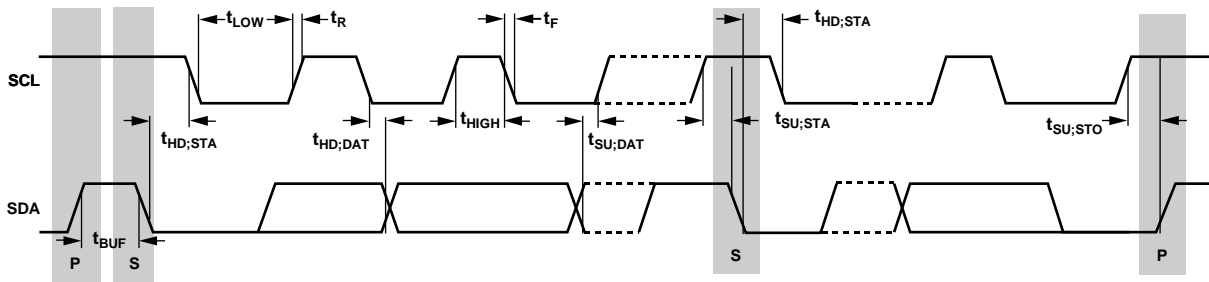 tLOW
tR
tF
tHD;STA
SCL
tHD;STA
tHD;DAT
tHIGH
tSU;DAT
tSU;STA
tSU;STO
SDA
tBUF
P
S
S
P